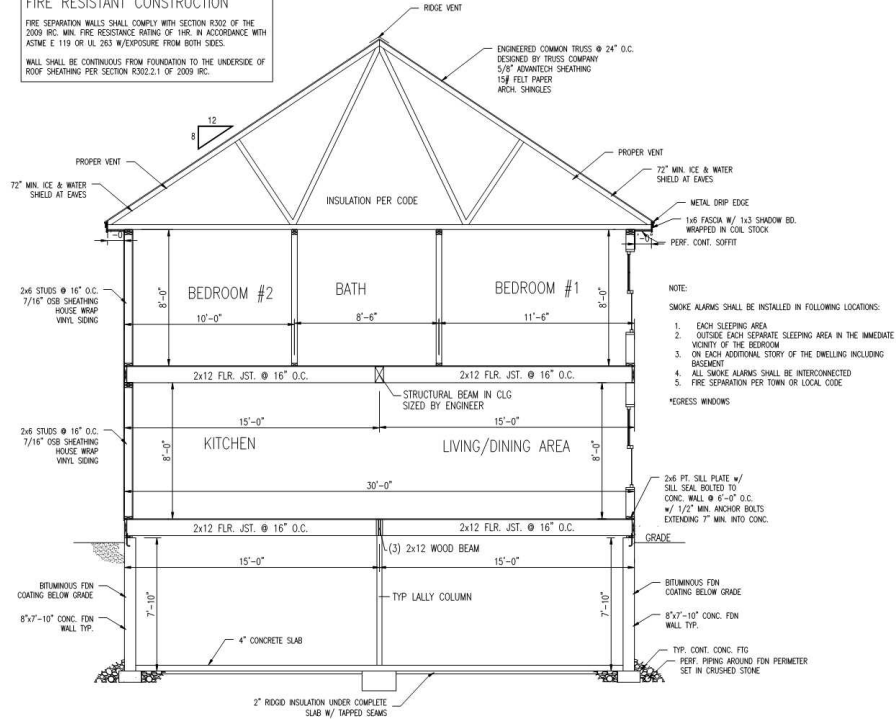 FIRE RESISTANT CONSTRUCTION
FIRE SEPARATION WALLS SHALL COMPLY WITH SECTION R302 OF THE
2009 IRC. MIN. FIRE RESISTANCE RATING OF 1HR. IN ACCORDANCE WITH
ASTME E 119 OR UL 263 W/EXPOSURE FROM BOTH SIDES.
WALL SHALL BE CONTINUOUS FROM FOUNDATION TO THE UNDERSIDE OF
ROOF SHEATHING PER SECTION R302.2.1 OF 2009 IRC.
RIDGE VENT
ENGINEERED COMMON TRUSS @ 24" O.C.
DESIGNED BY TRUSS COMPANY
5/8" ADVANTECH SHEATHING
15# FELT PAPER
ARCH. SHINGLES
12
8
PROPER VENT
72" MIN. ICE & WATER
SHIELD AT EAVES
INSULATION PER CODE
PROPER VENT
72" MIN. ICE & WATER
SHIELD AT EAVES
METAL DRIP EDGE
1x6 FASCIA W/ 1x3 SHADOW BD.
WRAPPED IN COIL STOCK
PERF. CONT. SOFFIT
2x6 STUDS @ 16" O.C.
7/16" OSB SHEATHING
HOUSE WRAP
VINYL SIDING
8'-0"
BEDROOM #2
BATH
BEDROOM #1
8'-0"
10'-0"
8'-6"
11'-6"
NOTE:
SMOKE ALARMS SHALL BE INSTALLED IN FOLLOWING LOCATIONS:
1. EACH SLEEPING AREA
2. OUTSIDE EACH SEPARATE SLEEPING AREA IN THE IMMEDIATE
VICINITY OF THE BEDROOM
3. ON EACH ADDITIONAL STORY OF THE DWELLING INCLUDING
BASEMENT
4. ALL SMOKE ALARMS SHALL BE INTERCONNECTED
5. FIRE SEPARATION PER TOWN OR LOCAL CODE
*EGRESS WINDOWS
2x12 FLR. JST. @ 16" O.C.
2x12 FLR. JST. @ 16" O.C.
STRUCTURAL BEAM IN CLG
SIZED BY ENGINEER
15'-0"
15'-0"
2x6 STUDS @ 16" O.C.
7/16" OSB SHEATHING
HOUSE WRAP
VINYL SIDING
8'-0"
KITCHEN
LIVING/DINING AREA
8'-0"
30'-0"
2x6 PT. SILL PLATE w/
SILL SEAL BOLTED TO
CONC. WALL @ 6'-0" O.C.
w/ 1/2" MIN. ANCHOR BOLTS
EXTENDING 7" MIN. INTO CONC.
2x12 FLR. JST. @ 16" O.C.
2x12 FLR. JST. @ 16" O.C.
GRADE
(3) 2x12 WOOD BEAM
15'-0"
15'-0"
BITUMINOUS FDN
COATING BELOW GRADE
8"x7'-10" CONC. FDN
WALL TYP.
7'-10"
TYP LALLY COLUMN
7'-10"
BITUMINOUS FDN
COATING BELOW GRADE
8"x7'-10" CONC. FDN
WALL TYP.
4" CONCRETE SLAB
TYP. CONT. CONC. FTG
PERF. PIPING AROUND FDN PERIMETER
SET IN CRUSHED STONE
2" RIDGID INSULATION UNDER COMPLETE
SLAB W/ TAPPED SEAMS